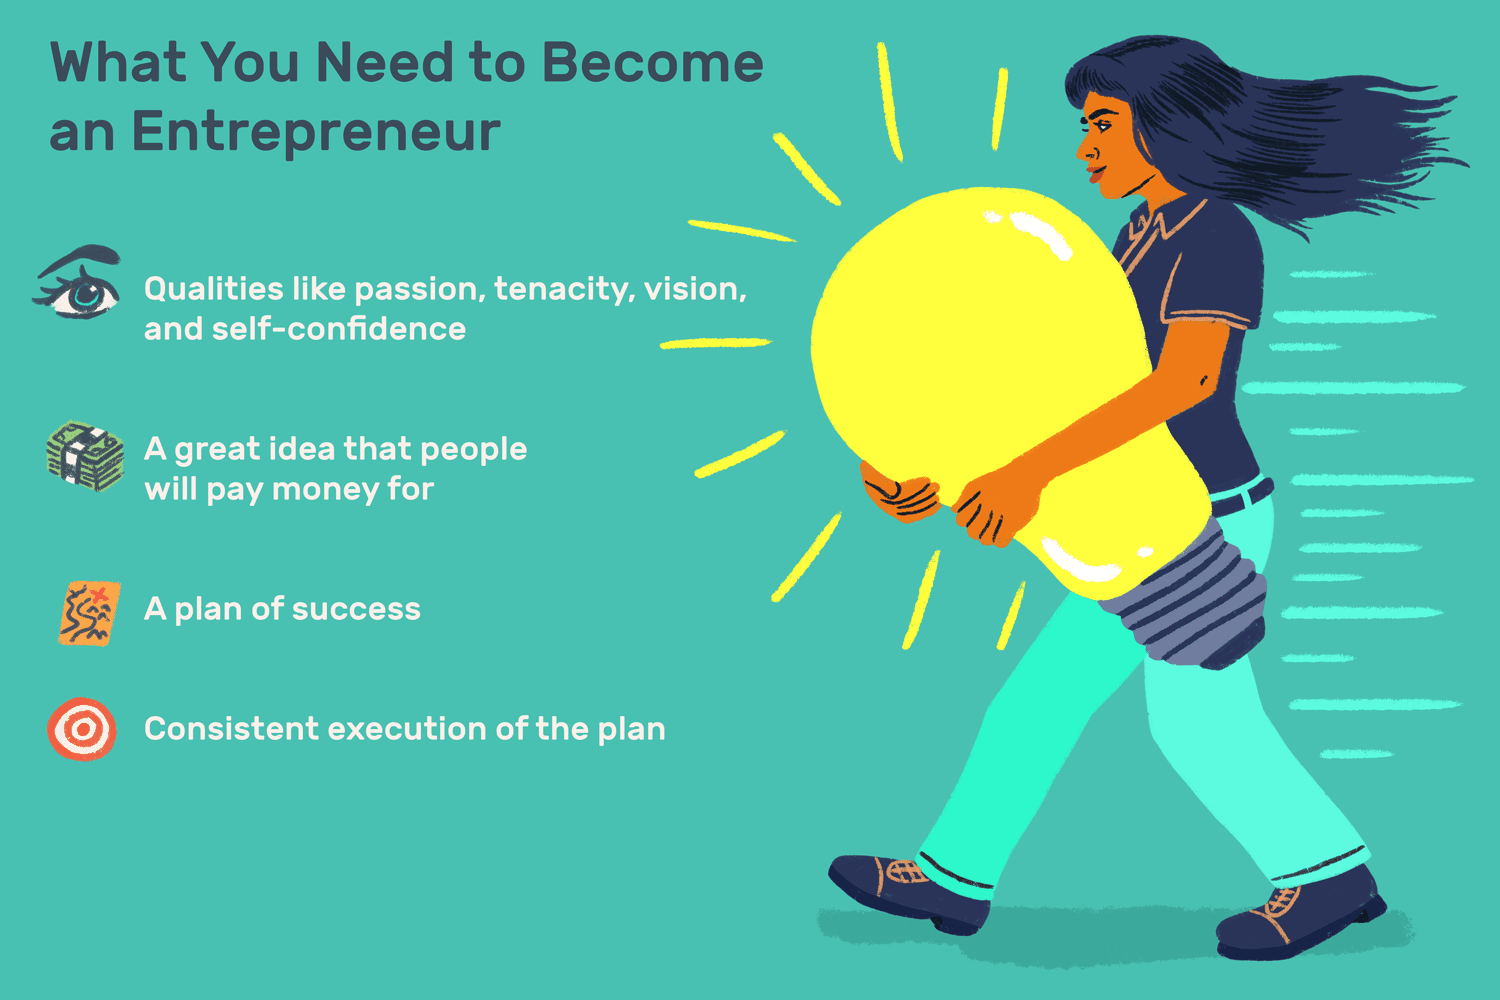 What You Need to Become
an Entrepreneur
Qualities like passion, tenacity, vision,
and self-confidence
A great idea that people
will pay money for
A plan of success
Consistent execution of the plan